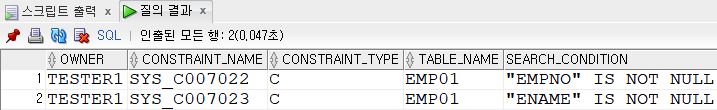 스크립트 출력 × 질의 결과 ×
SQL | 인출된 모든 행: 2(0,047초)
OWNER CONSTRAINT_NAME CONSTRAINT_TYPE TABLE_NAME SEARCH_CONDITION
1 TESTER1 SYS_C007022 C EMP01 "EMPNO" IS NOT NULL
2 TESTER1 SYS_C007023 C EMP01 "ENAME" IS NOT NULL